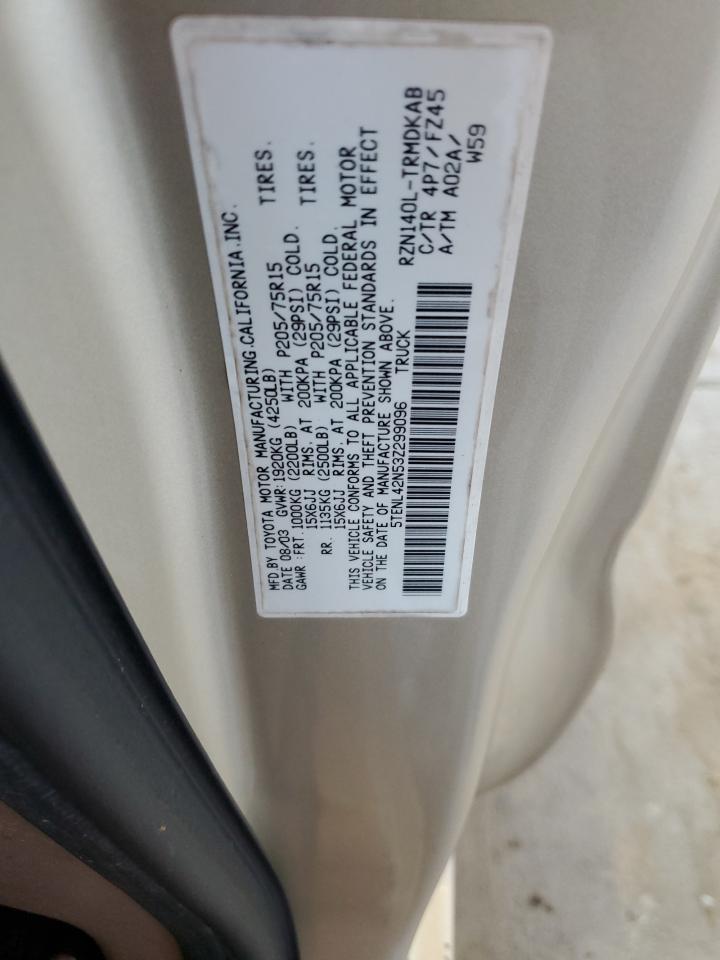 MFD.BY TOYOTA MOTOR MANUFACTURING.CALIFORNIA.INC.
DATE 08/03 GVWR:1920KG (4250LB)
GAWR :FRT.1000KG (2200LB) WITH P205/75R15 TIRES.
15X6JJ RIMS. AT 200KPA (29PSI) COLD.
RR. 1135KG (2500LB) WITH P205/75R15 TIRES.
15X6JJ RIMS. AT 200KPA (29PSI) COLD.
THIS VEHICLE CONFORMS TO ALL APPLICABLE FEDERAL MOTOR
VEHICLE SAFETY AND THEFT PREVENTION STANDARDS IN EFFECT
ON THE DATE OF MANUFACTURE SHOWN ABOVE.
5TENL42N53Z299096 TRUCK
RZN140L-TRMDKAB
C/TR 4P7/FZ45
A/TM A02A/
W59